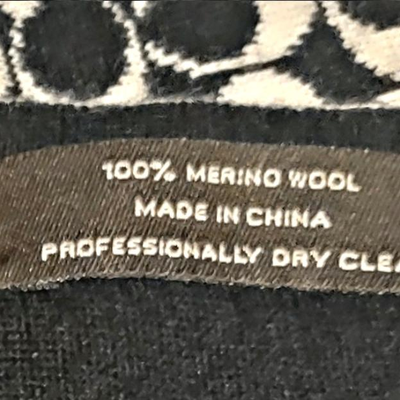 100% MERINO WOOL
MADE IN CHINA
PROFESSIONALLY DRY CLEA